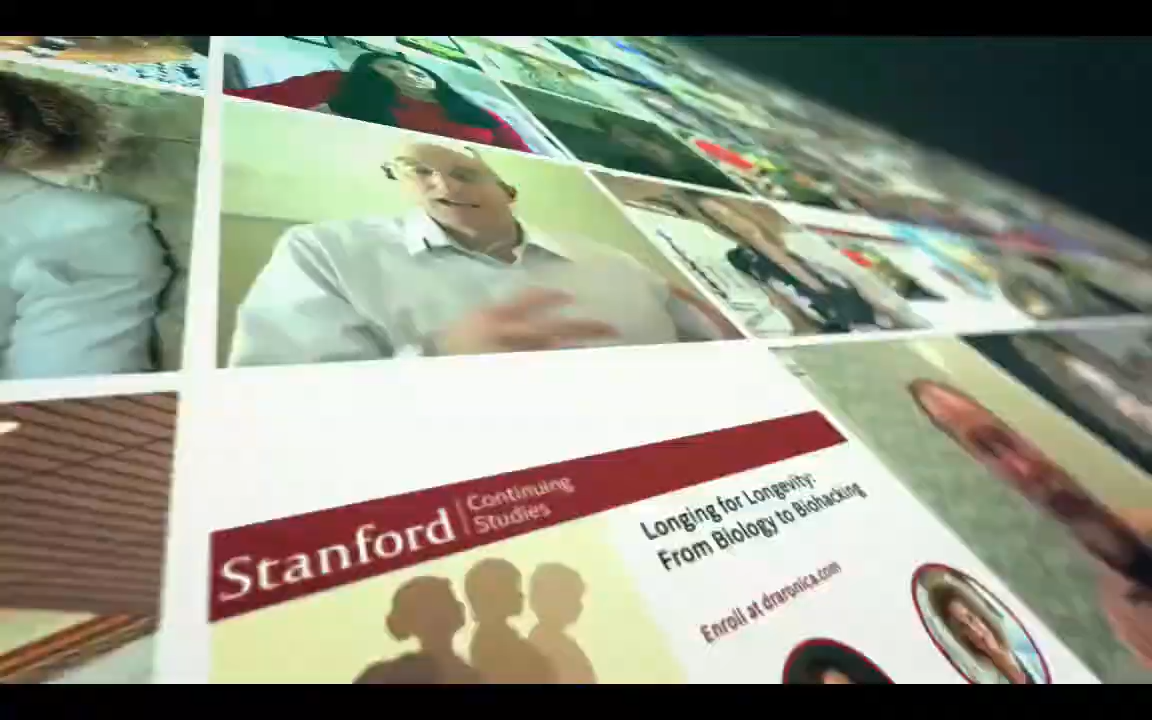 Stanford
Continuing
Studies
Longing for Longevity:
From Biology to Biohacking
Enroll at draronica.com